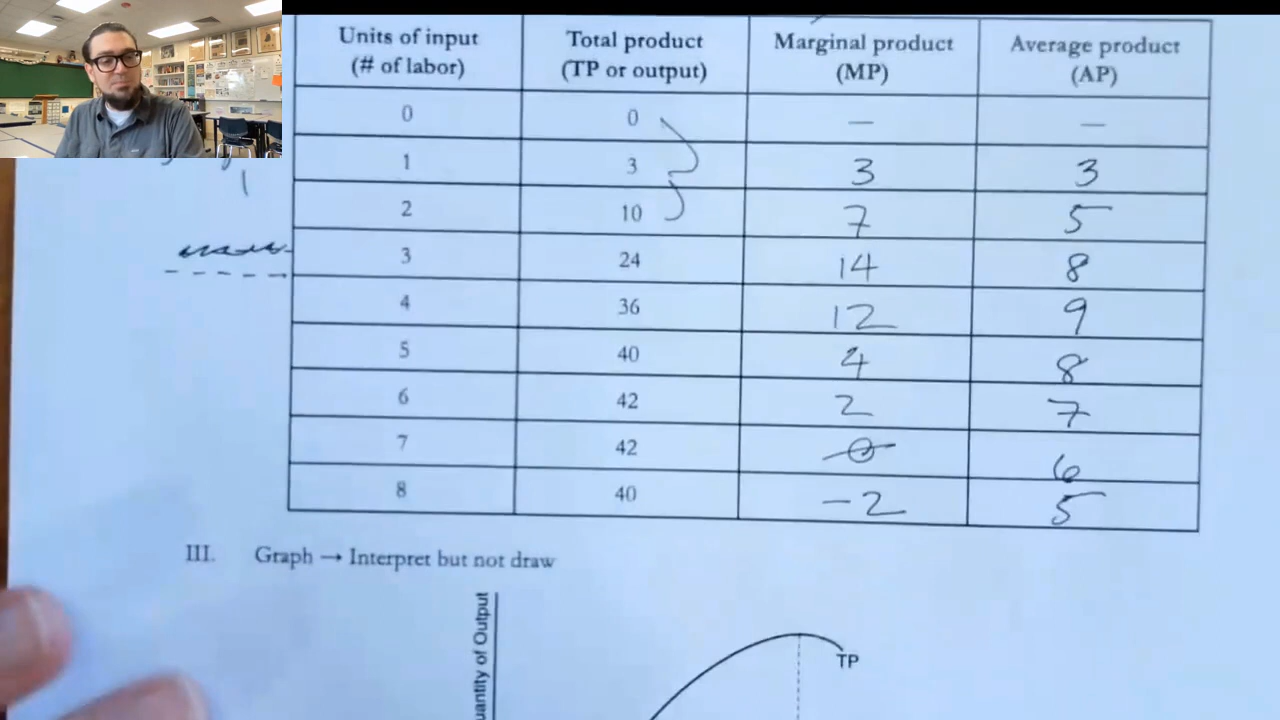 Units of input Total product Marginal product Average product
(# of labor) (TP or output) (MP) (AP)
0 0 — —
1 3 3 3
2 10 7 5
3 24 14 8
4 36 12 9
5 40 4 8
6 42 2 7
7 42 0 6
8 40 -2 5
III. Graph → Interpret but not draw
uantity of Output
TP